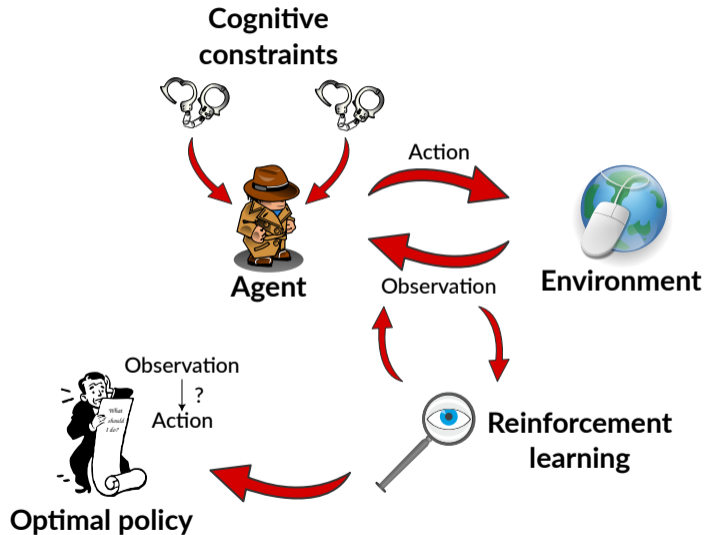 Cognitive
constraints
Action
Agent
Observation
Environment
Observation
?
Action
What
should
I do?
Reinforcement
learning
Optimal policy